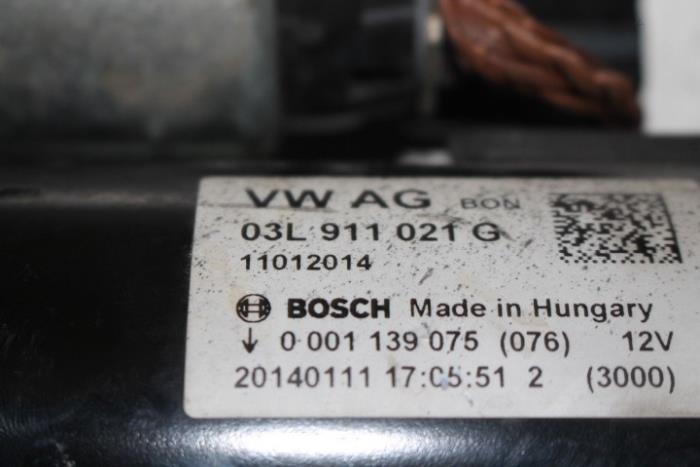 VW AG BON
03L 911 021 G
11012014
BOSCH Made in Hungary
↓ 0 001 139 075 (076) 12V
20140111 17:05:51 2 (3000)